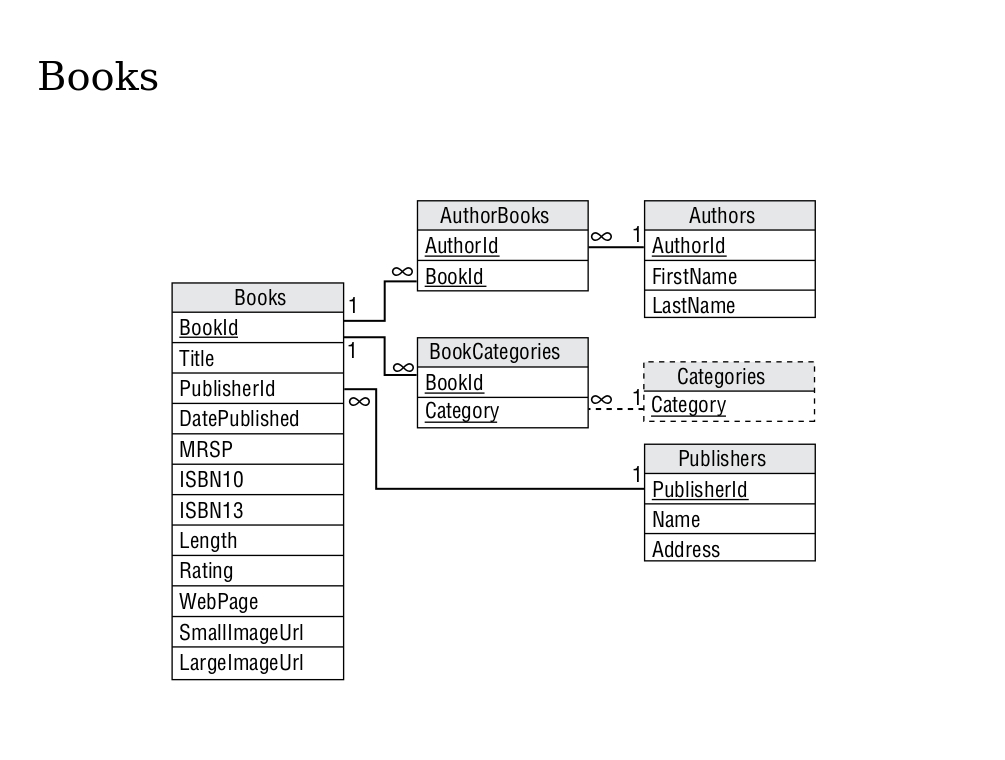 Books
AuthorBooks
AuthorId
BookId
∞
∞
1
Authors
AuthorId
FirstName
LastName
Books
BookId
Title
PublisherId
DatePublished
MRSP
ISBN10
ISBN13
Length
Rating
WebPage
SmallImageUrl
LargeImageUrl
1
1
∞
∞
BookCategories
BookId
Category
∞
1
Categories
Category
1
Publishers
PublisherId
Name
Address